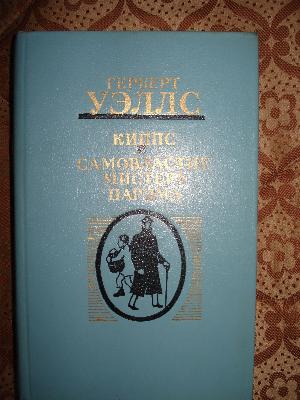 ГЕРБЕРТ
УЭЛЛС
КИППС
САМОВЛАСТИЕ
МИСТЕРА
ПАРЭМА